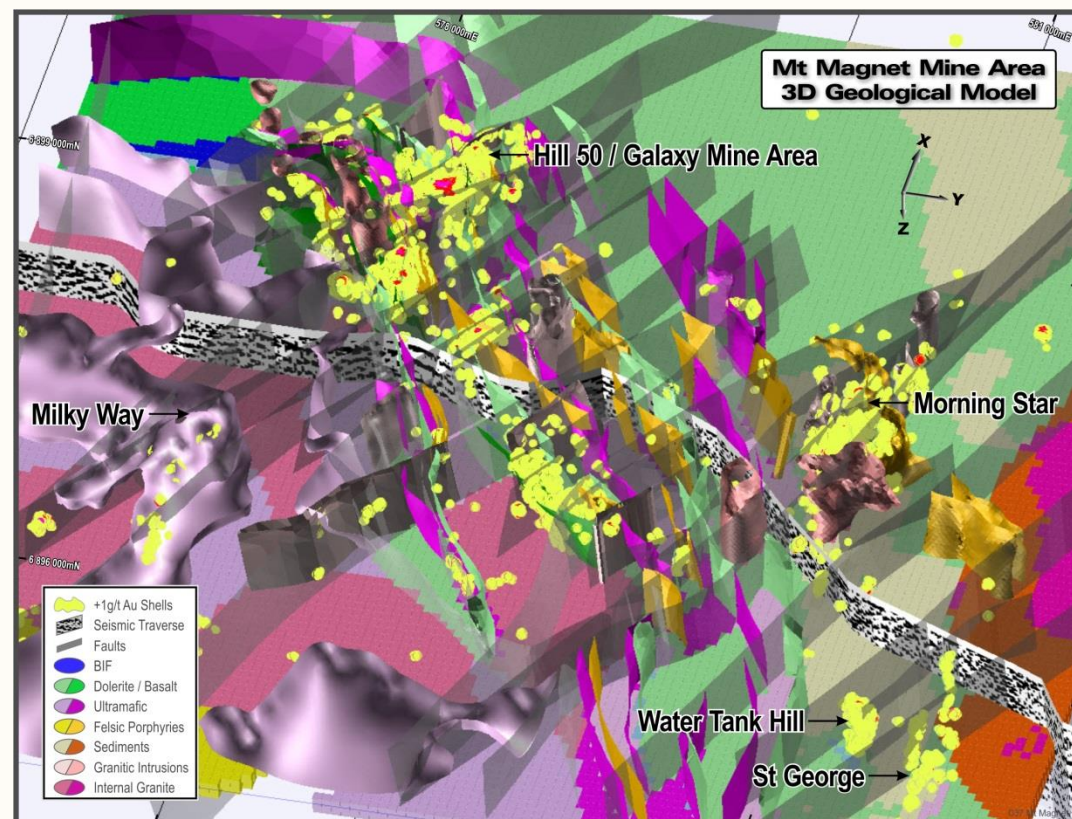 578 000mE
581 000mE
Mt Magnet Mine Area
3D Geological Model
6 899 000mN
Hill 50 / Galaxy Mine Area
X
Y
Z
Milky Way
Morning Star
6 896 000mN
+1g/t Au Shells
Seismic Traverse
Faults
BIF
Dolerite / Basalt
Ultramafic
Felsic Porphyries
Sediments
Granitic Intrusions
Internal Granite
Water Tank Hill
St George